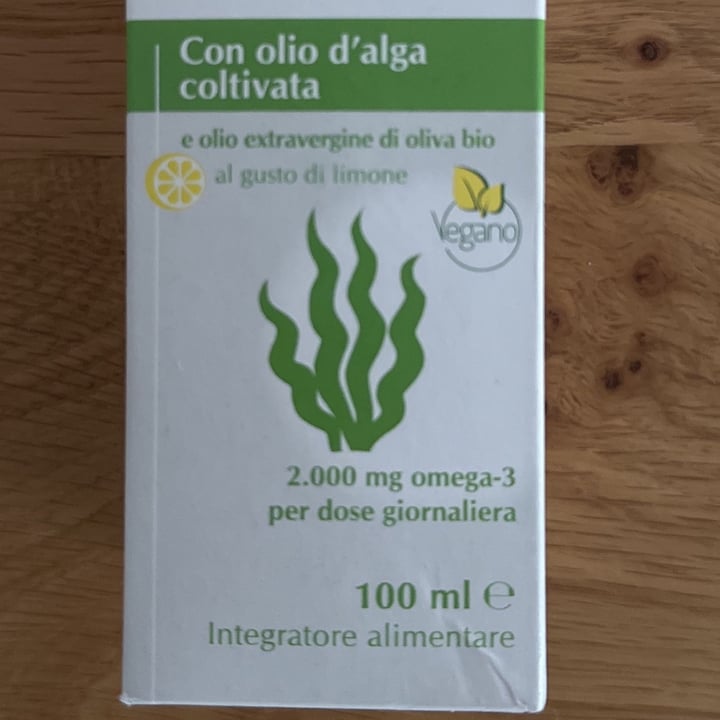 Con olio d'alga
coltivata
e olio extravergine di oliva bio
al gusto di limone
Vegano
2.000 mg omega-3
per dose giornaliera
100 ml ℮
Integratore alimentare